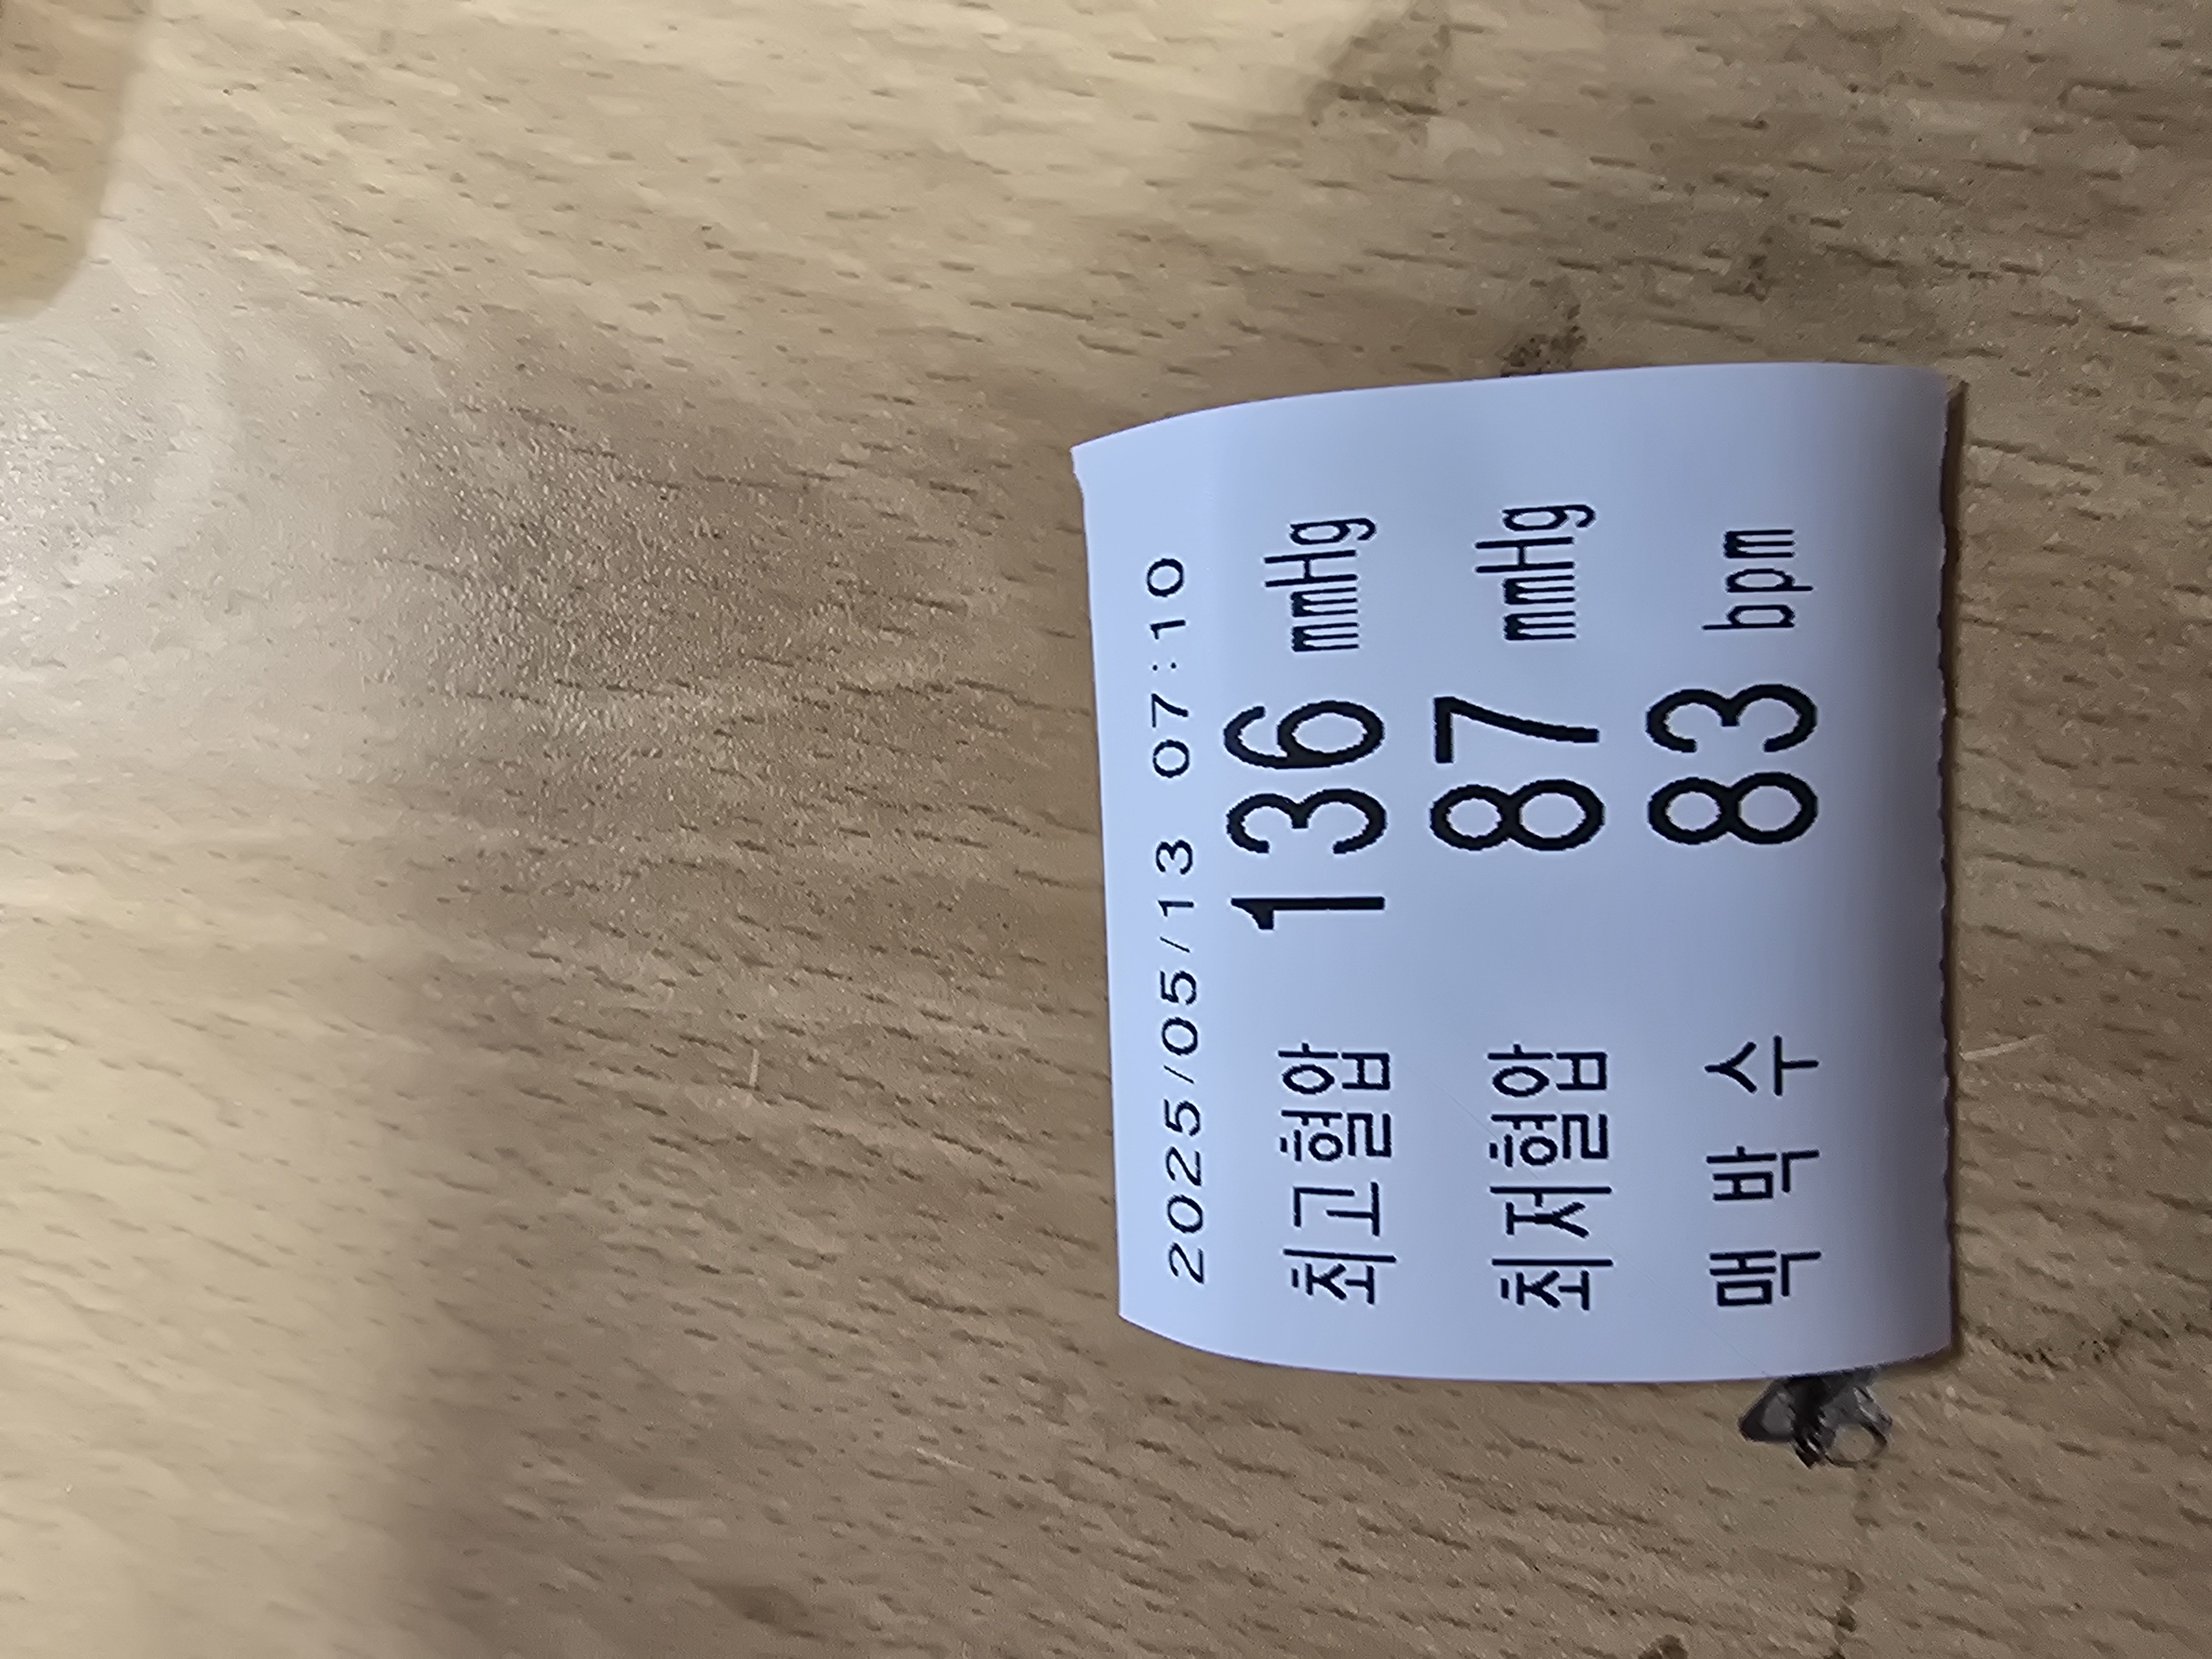 2025/05/13 07:10
최고혈압 136 mmHg
최저혈압 87 mmHg
맥 박 수 83 bpm